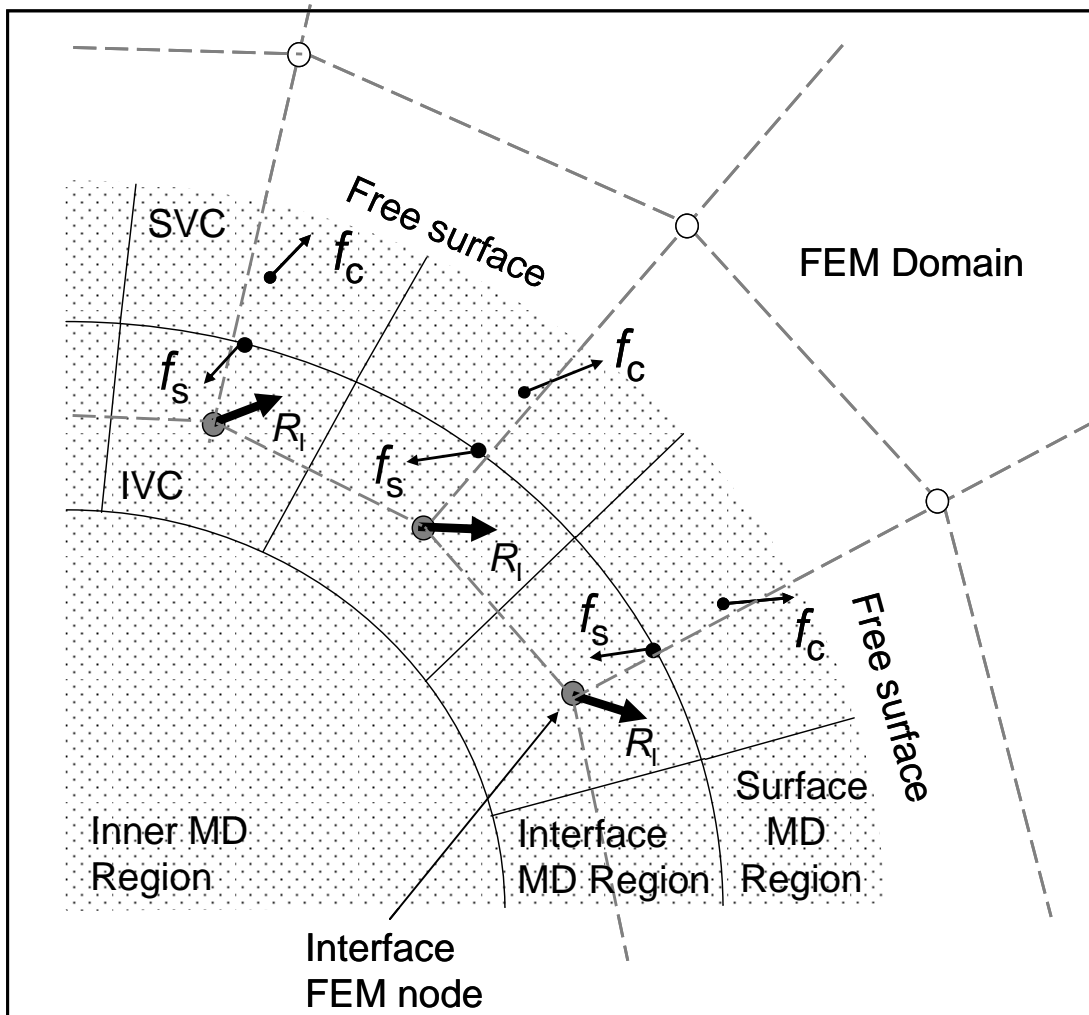 SVC
Free surface
f_c
FEM Domain
f_s
R_I
f_c
IVC
f_s
R_I
f_s
f_c
R_I
Free surface
Inner MD
Region
Interface
MD Region
Surface
MD
Region
Interface
FEM node